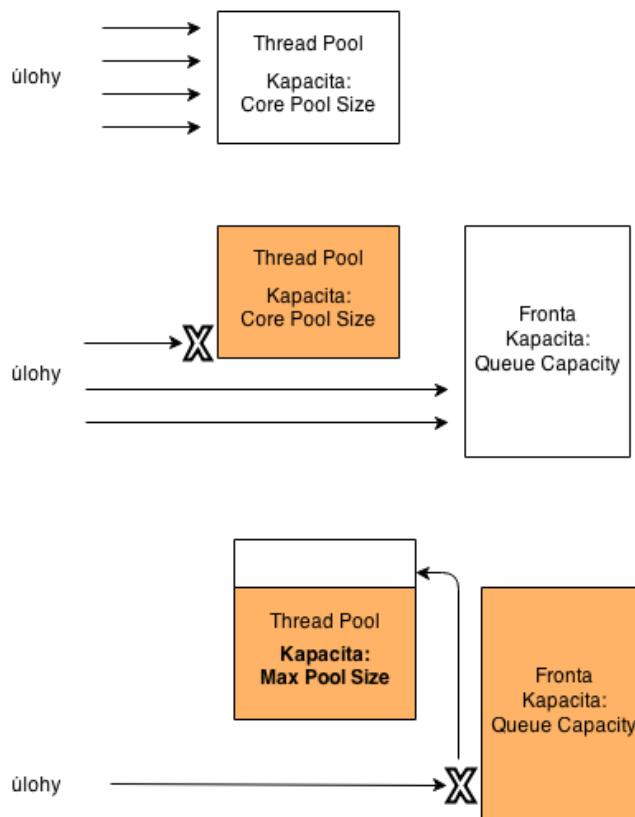 Thread Pool
úlohy
Kapacita:
Core Pool Size
Thread Pool
Kapacita:
Core Pool Size
X
úlohy
Fronta
Kapacita:
Queue Capacity
Thread Pool
Kapacita:
Max Pool Size
Fronta
Kapacita:
Queue Capacity
úlohy
X